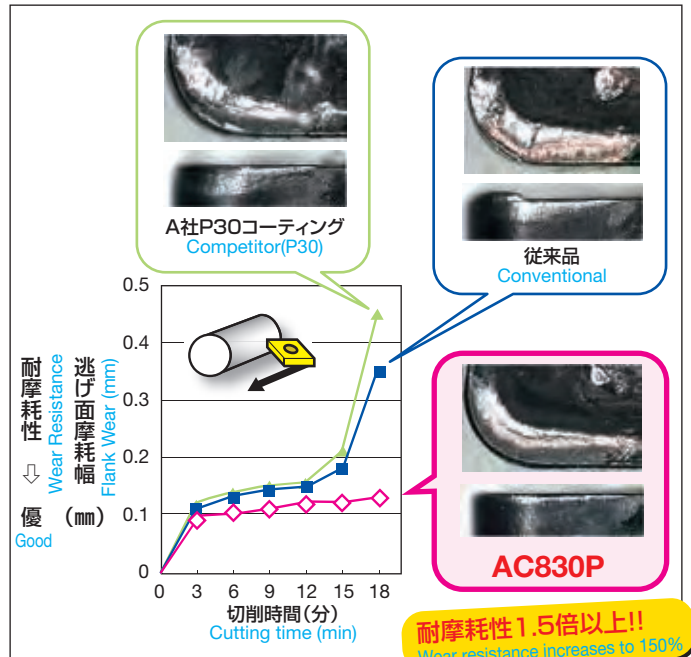 A社P30コーティング
Competitor(P30)
従来品
Conventional
耐摩耗性 ⇩ 優
Wear Resistance
Good
逃げ面摩耗幅 (㎜)
Flank Wear (mm)
0.5
0.4
0.3
0.2
0.1
0
0 3 6 9 12 15 18
切削時間(分)
Cutting time (min)
AC830P
耐摩耗性1.5倍以上!!
Wear resistance increases to 150%